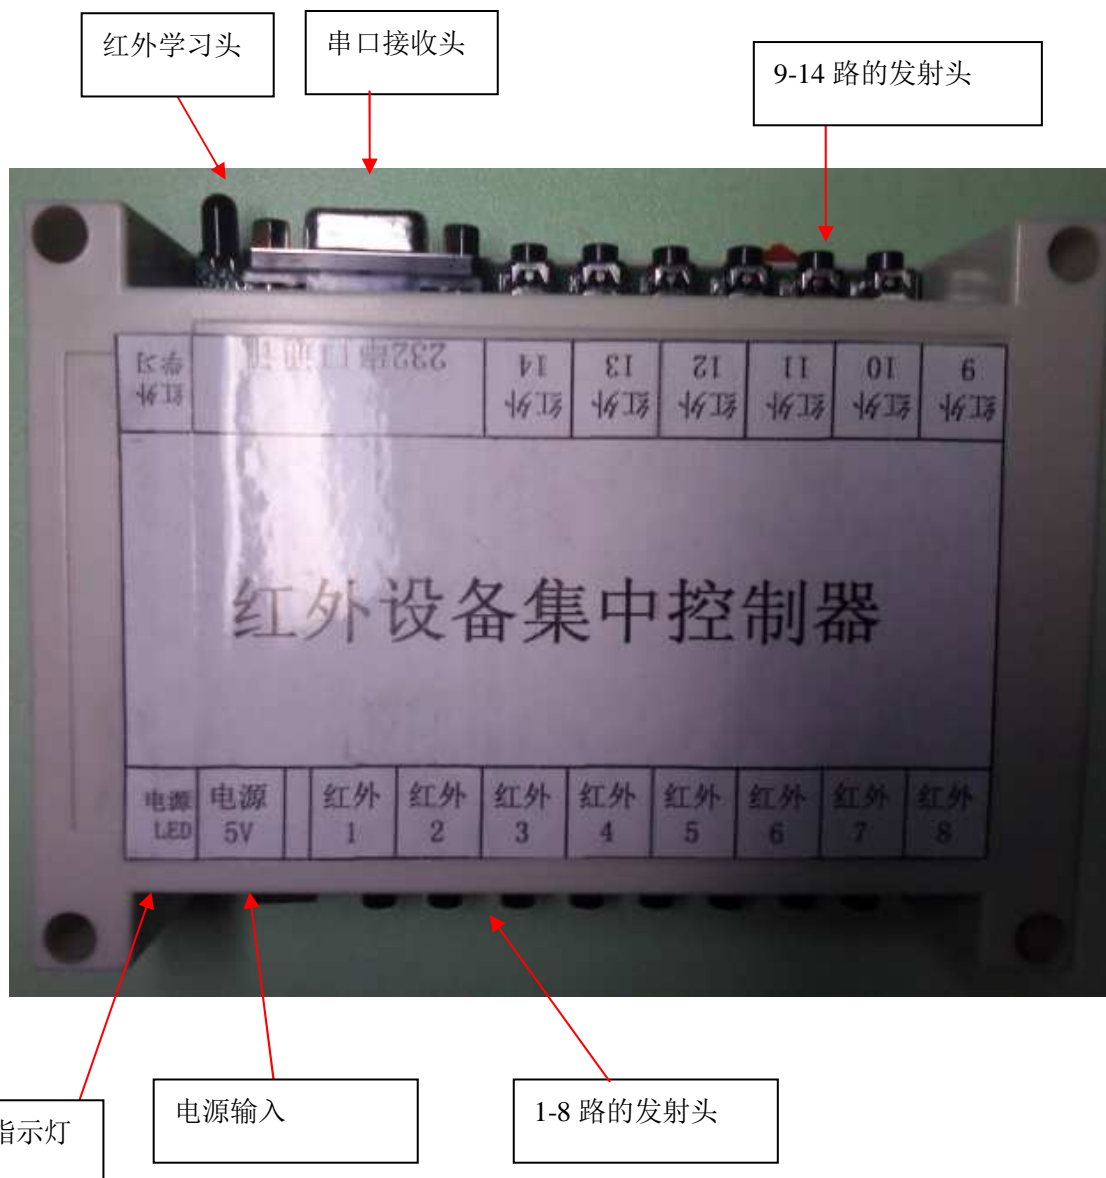 红外学习头
串口接收头
9-14 路的发射头
红外
学习
232串口通讯
红外
14
红外
13
红外
12
红外
11
红外
10
红外
9
红外设备集中控制器
电源
LED
电源
5V
红外
1
红外
2
红外
3
红外
4
红外
5
红外
6
红外
7
红外
8
指示灯
电源输入
1-8 路的发射头